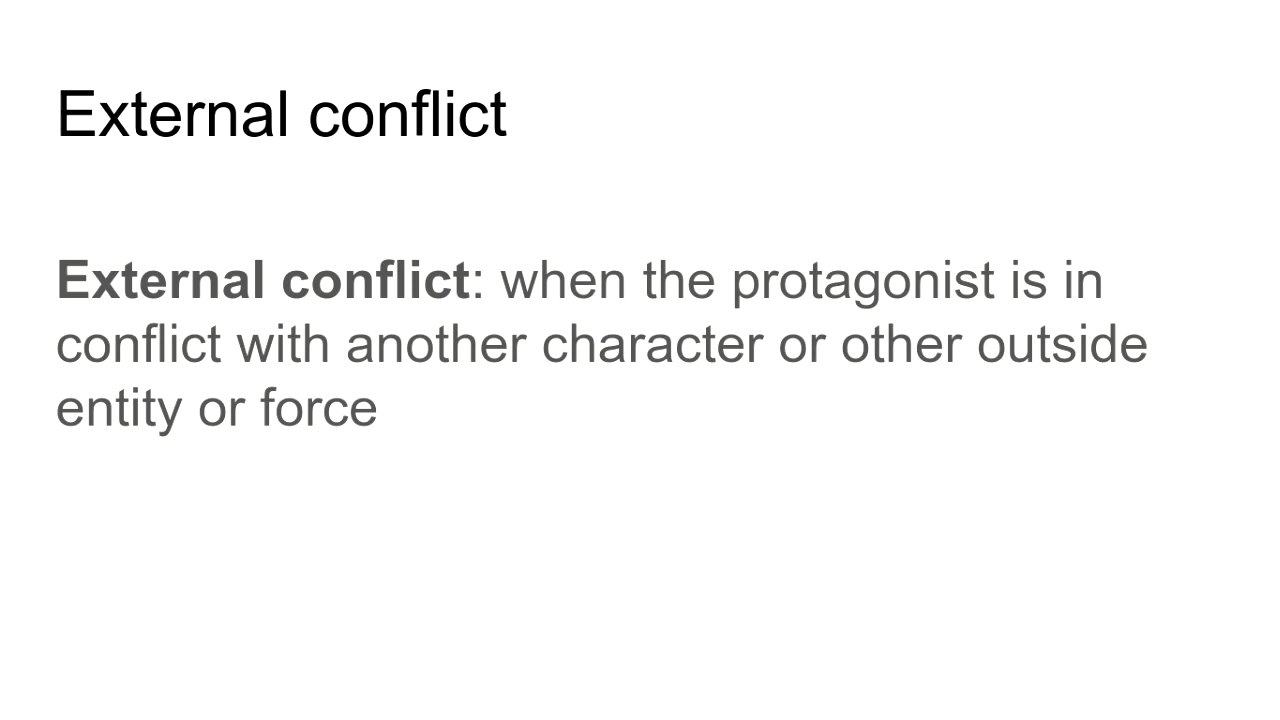 External conflict
External conflict: when the protagonist is in
conflict with another character or other outside
entity or force